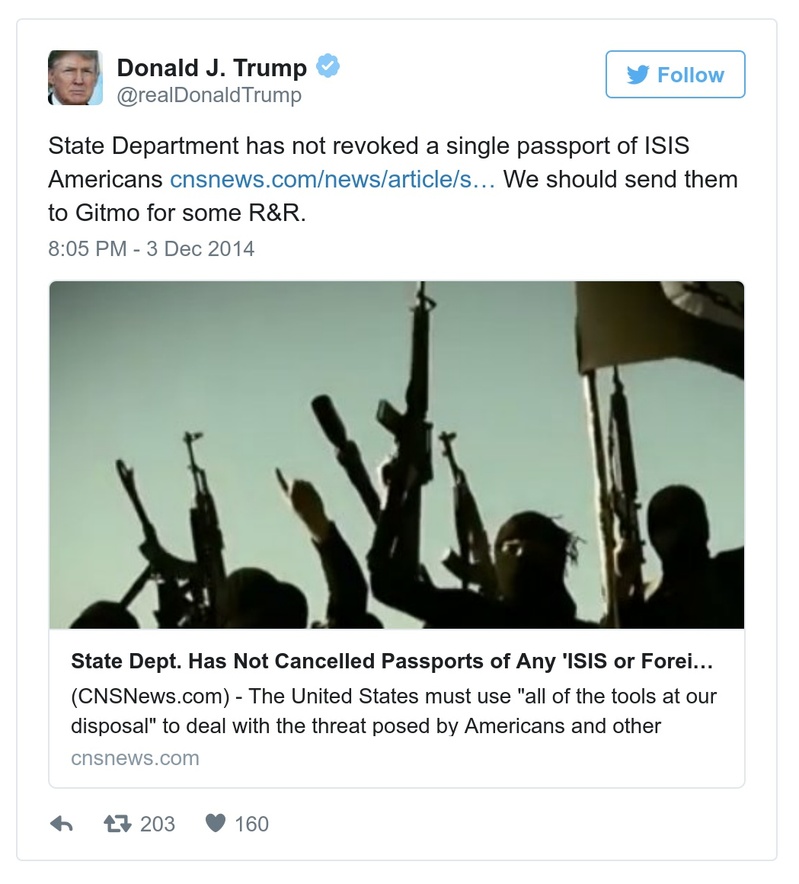 Donald J. Trump
@realDonaldTrump
Follow
State Department has not revoked a single passport of ISIS
Americans cnsnews.com/news/article/s… We should send them
to Gitmo for some R&R.
8:05 PM - 3 Dec 2014
State Dept. Has Not Cancelled Passports of Any 'ISIS or Forei…
(CNSNews.com) - The United States must use "all of the tools at our
disposal" to deal with the threat posed by Americans and other
cnsnews.com
203 160